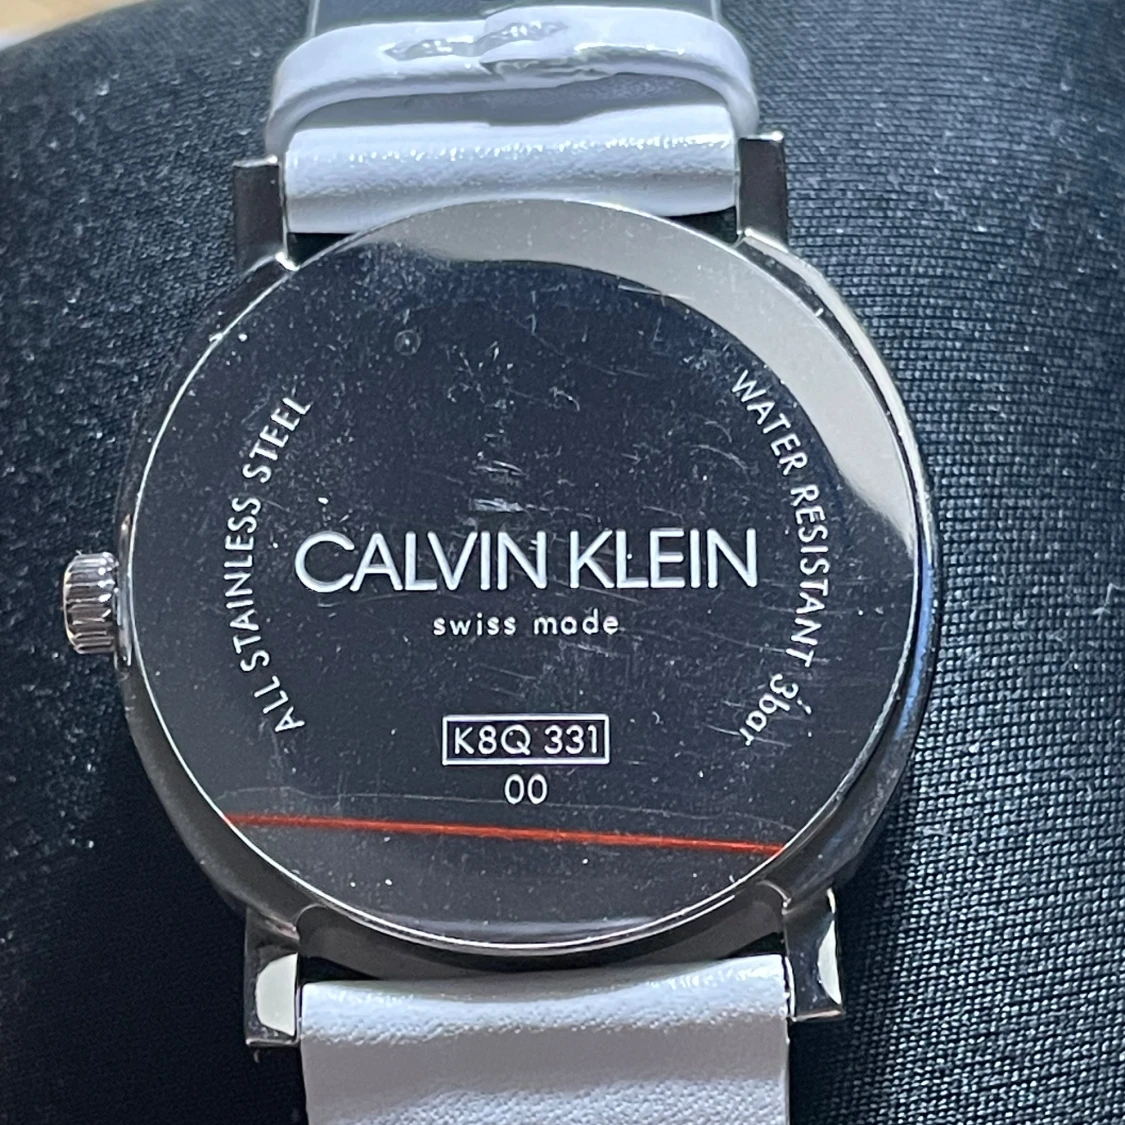 ALL STAINLESS STEEL
WATER RESISTANT 3bar
CALVIN KLEIN
swiss made
K8Q 331
00